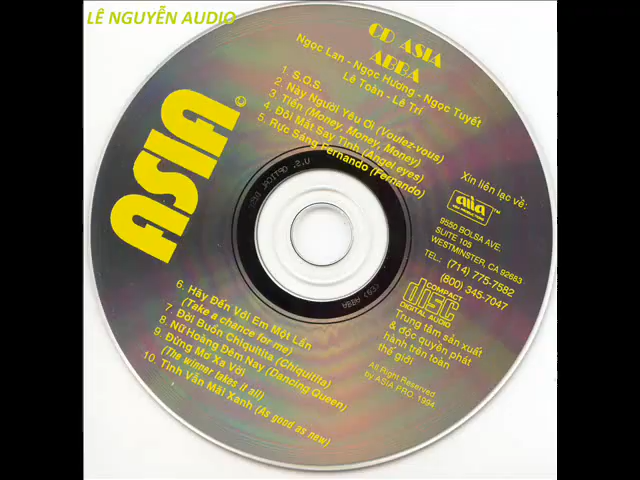 LÊ NGUYỄN AUDIO
CD ASIA
ABBA
Ngọc Lan - Ngọc Hương - Ngọc Tuyết
Lê Toàn - Lê Trí
1. S.O.S.
2. Này Người Yêu Ơi (Voulez-vous)
3. Tiền (Money, Money, Money)
4. Đôi Mắt Say Tình (Angel eyes)
5. Rực Sáng Fernando (Fernando)
ASIA
©
Xin liên lạc về:
asia™
9550 BOLSA AVE.
SUITE 105
WESTMINSTER, CA 92683
TEL.: (714) 775-7582
(800) 345-7047
COMPACT
disc
DIGITAL AUDIO
Trung tâm sản xuất
& độc quyền phát
hành trên toàn
thế giới
All Right Reserved
by ASIA PRO. 1994
6. Hãy Đến Với Em Một Lần
(Take a chance for me)
7. Đời Buồn Chiquinita (Chiquitita)
8. Nữ Hoàng Đêm Nay (Dancing Queen)
9. Đừng Mơ Xa Vời
(The winner takes it all)
10. Tình Vẫn Mãi Xanh (As good as new)